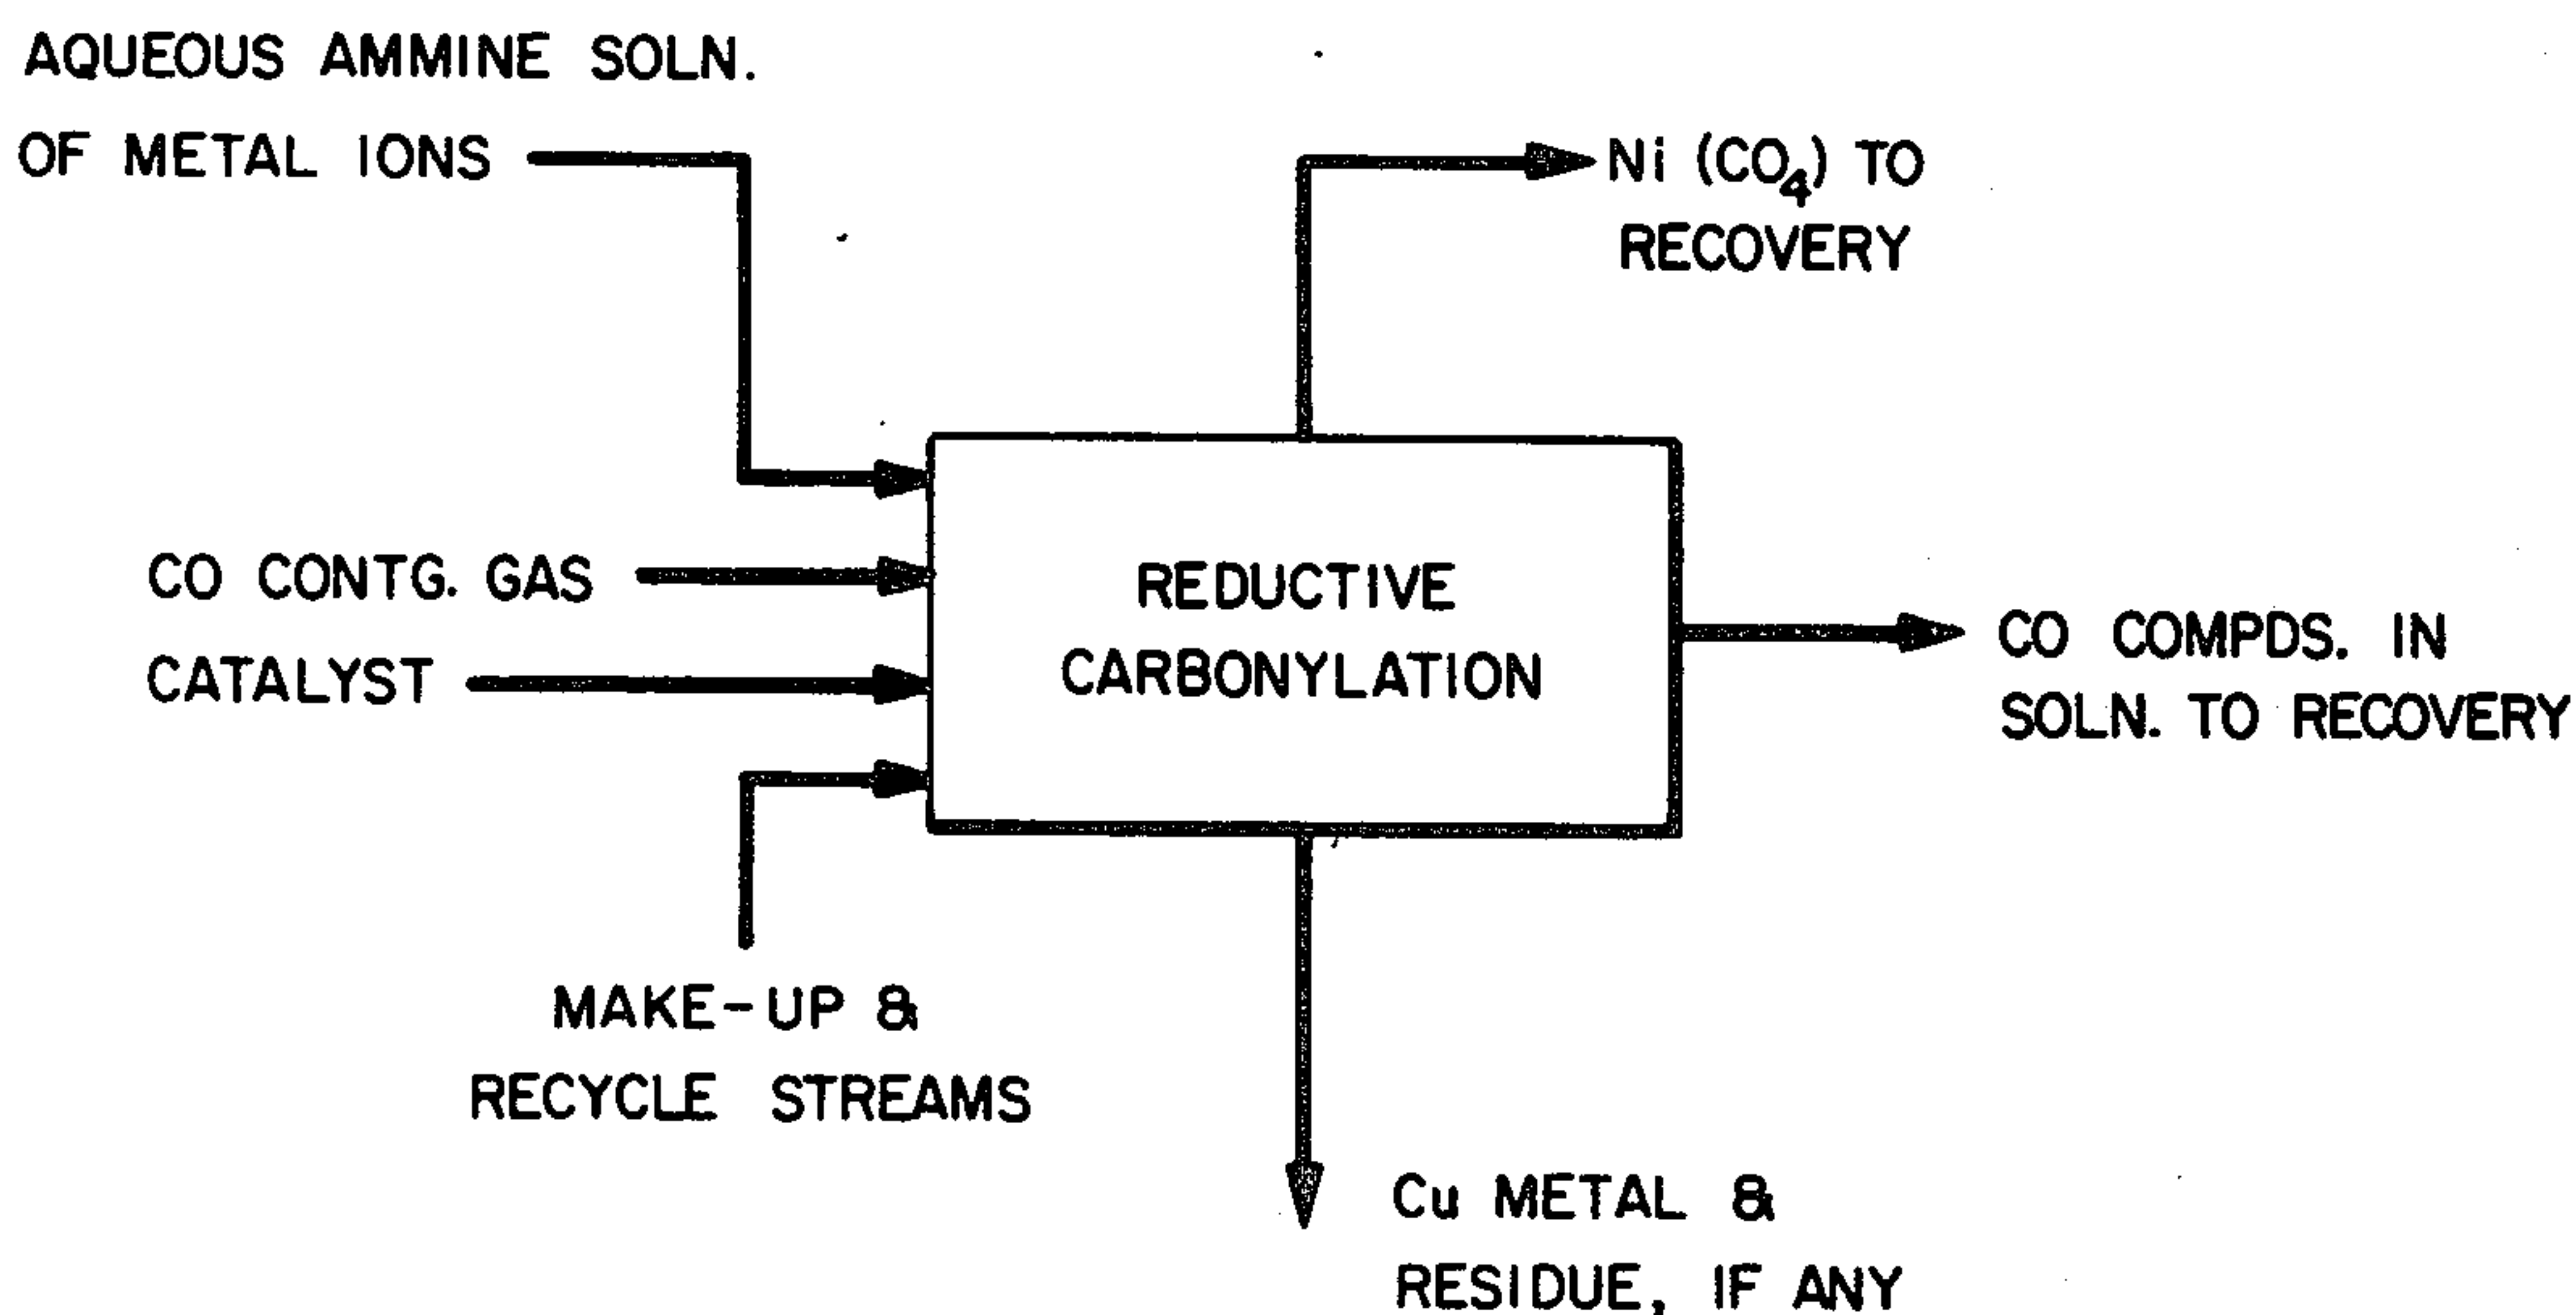 AQUEOUS AMMINE SOLN.
OF METAL IONS
Ni (CO₄) TO
RECOVERY
CO CONTG. GAS
CATALYST
REDUCTIVE
CARBONYLATION
CO COMPDS. IN
SOLN. TO RECOVERY
MAKE-UP &
RECYCLE STREAMS
Cu METAL &
RESIDUE, IF ANY